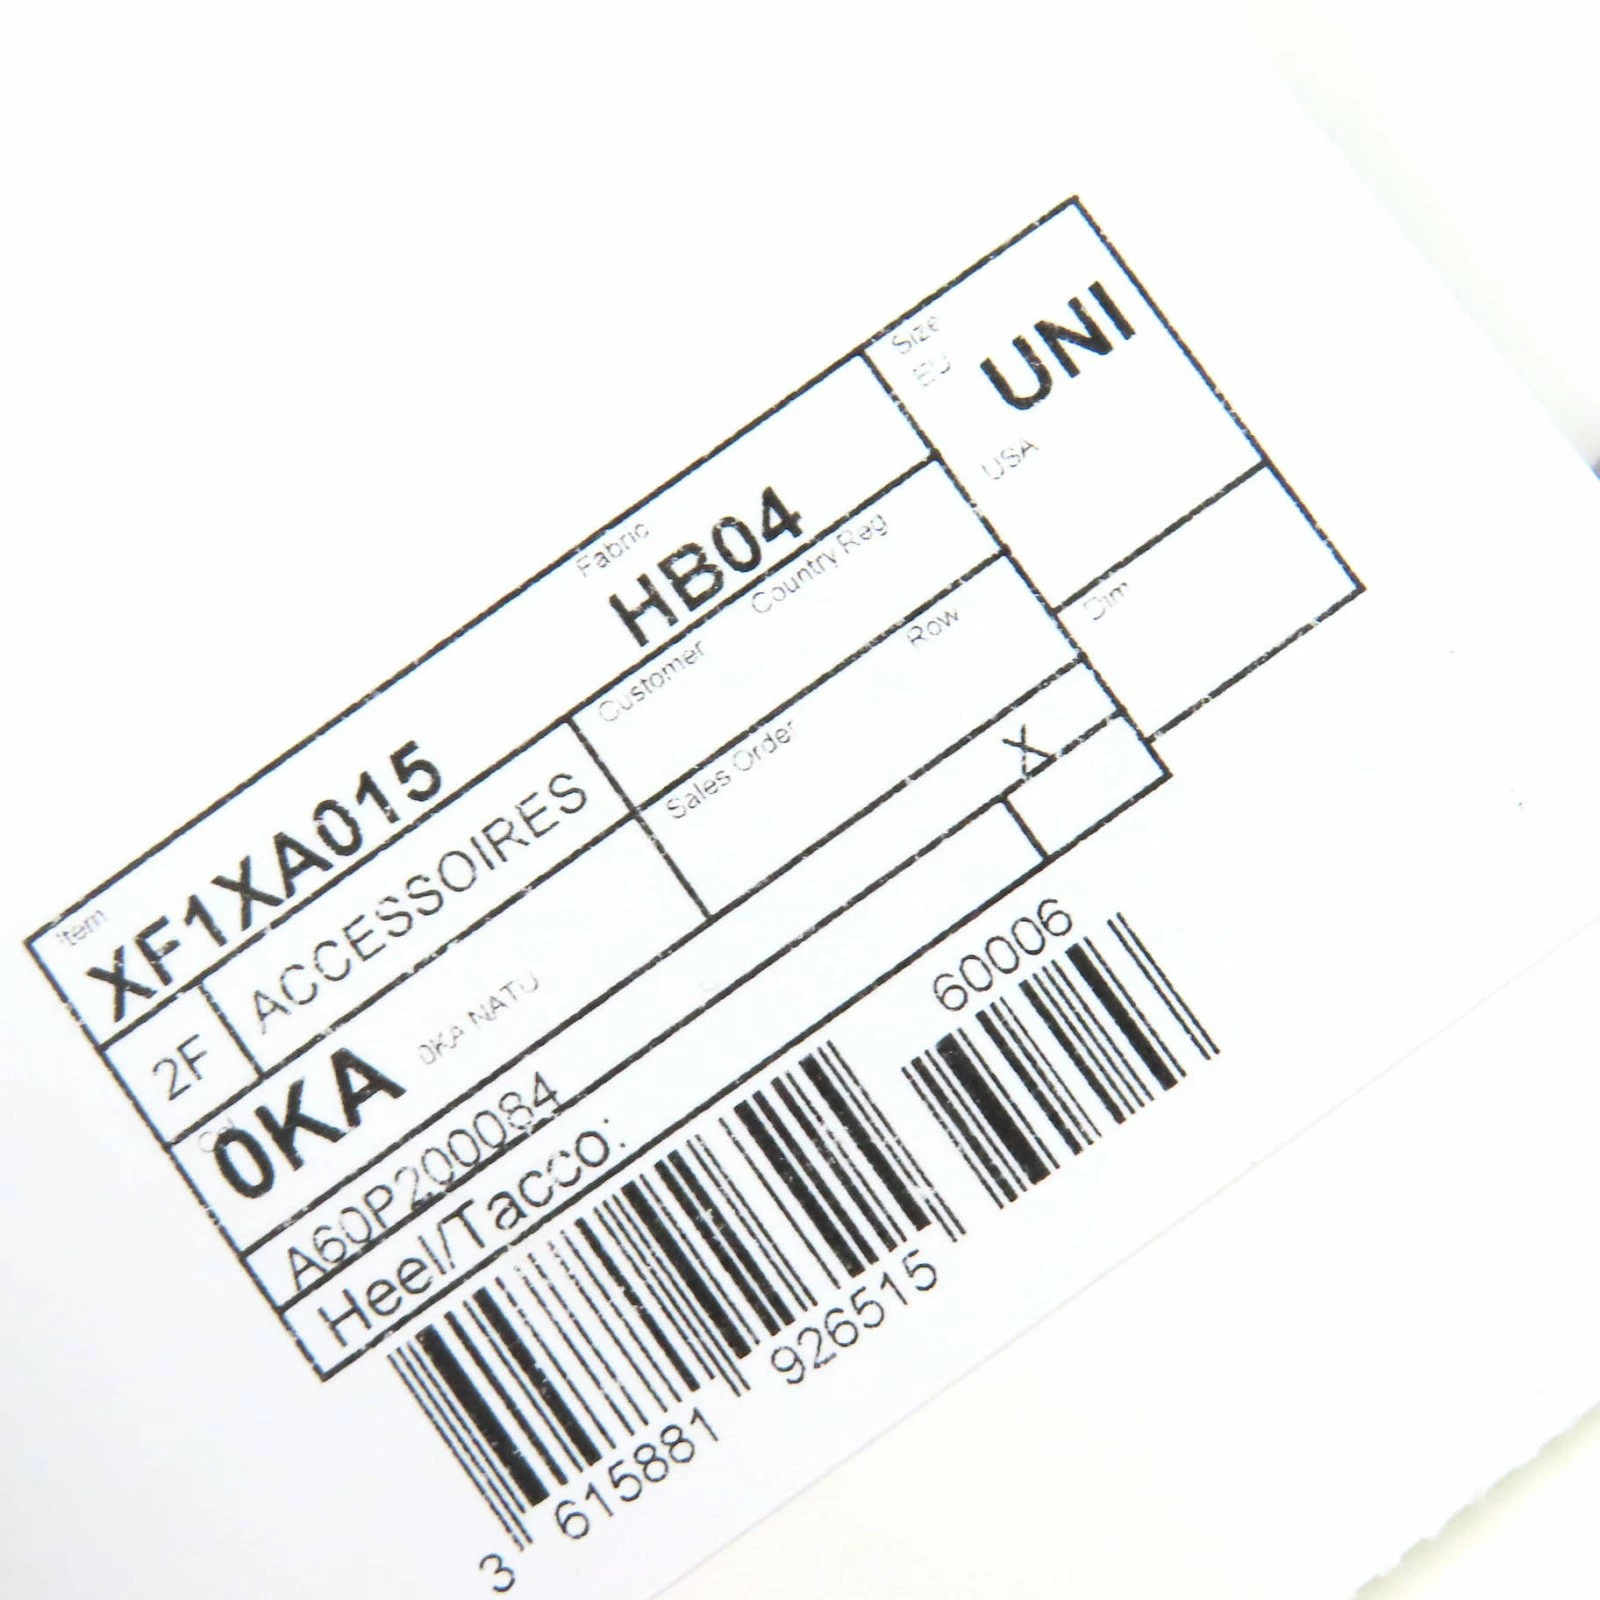 Item Fabric Size
XF1XA015 HB04 EU UNI
USA
2F ACCESSOIRES Customer Country Reg
Dim
Col 0KA 0KA NATU Sales Order Row
A60P200084 X
Heel/Tacco:
60006
3 615881 926515